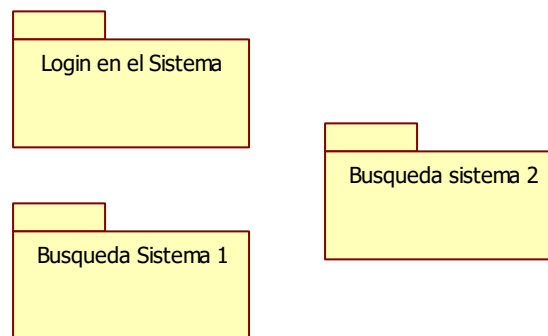 Login en el Sistema
Busqueda sistema 2
Busqueda Sistema 1